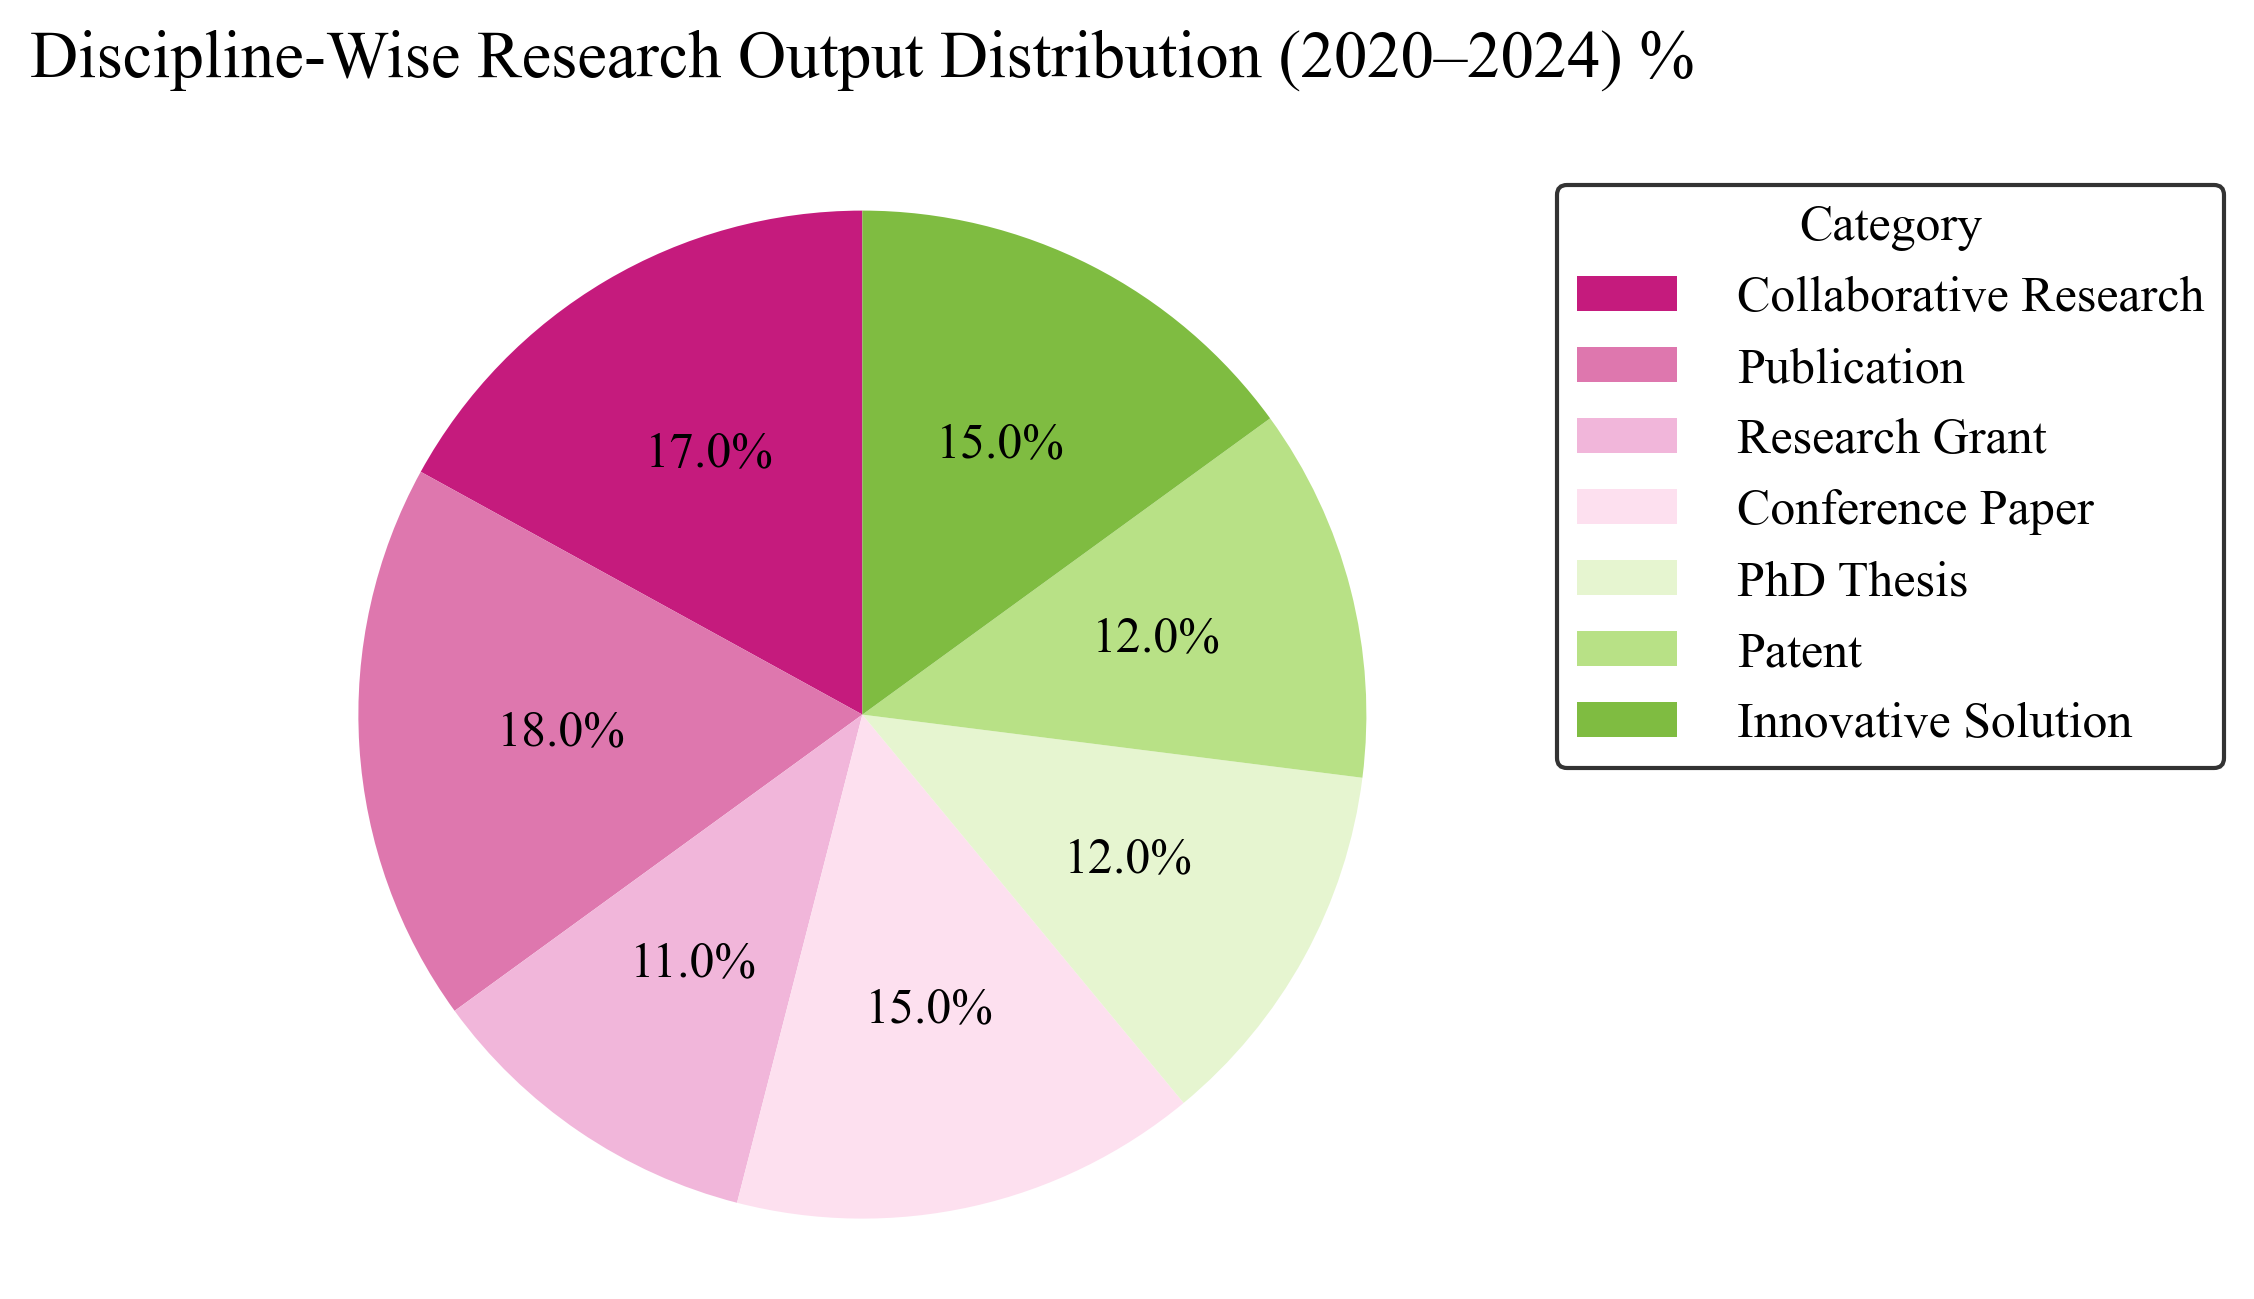 Discipline-Wise Research Output Distribution (2020–2024) %
Category
Collaborative Research
Publication
Research Grant
Conference Paper
PhD Thesis
Patent
Innovative Solution
17.0%
15.0%
12.0%
18.0%
12.0%
11.0%
15.0%